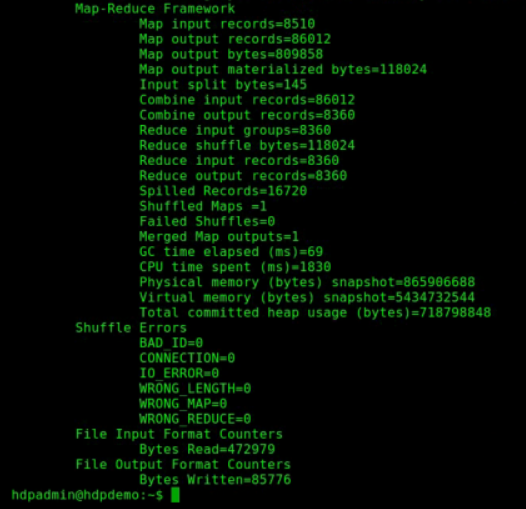 Map-Reduce Framework
Map input records=8510
Map output records=86012
Map output bytes=809858
Map output materialized bytes=118024
Input split bytes=145
Combine input records=86012
Combine output records=8360
Reduce input groups=8360
Reduce shuffle bytes=118024
Reduce input records=8360
Reduce output records=8360
Spilled Records=16720
Shuffled Maps =1
Failed Shuffles=0
Merged Map outputs=1
GC time elapsed (ms)=69
CPU time spent (ms)=1830
Physical memory (bytes) snapshot=865906688
Virtual memory (bytes) snapshot=5434732544
Total committed heap usage (bytes)=718798848
Shuffle Errors
BAD_ID=0
CONNECTION=0
IO_ERROR=0
WRONG_LENGTH=0
WRONG_MAP=0
WRONG_REDUCE=0
File Input Format Counters
Bytes Read=472979
File Output Format Counters
Bytes Written=85776
hdpadmin@hdpdemo:~$